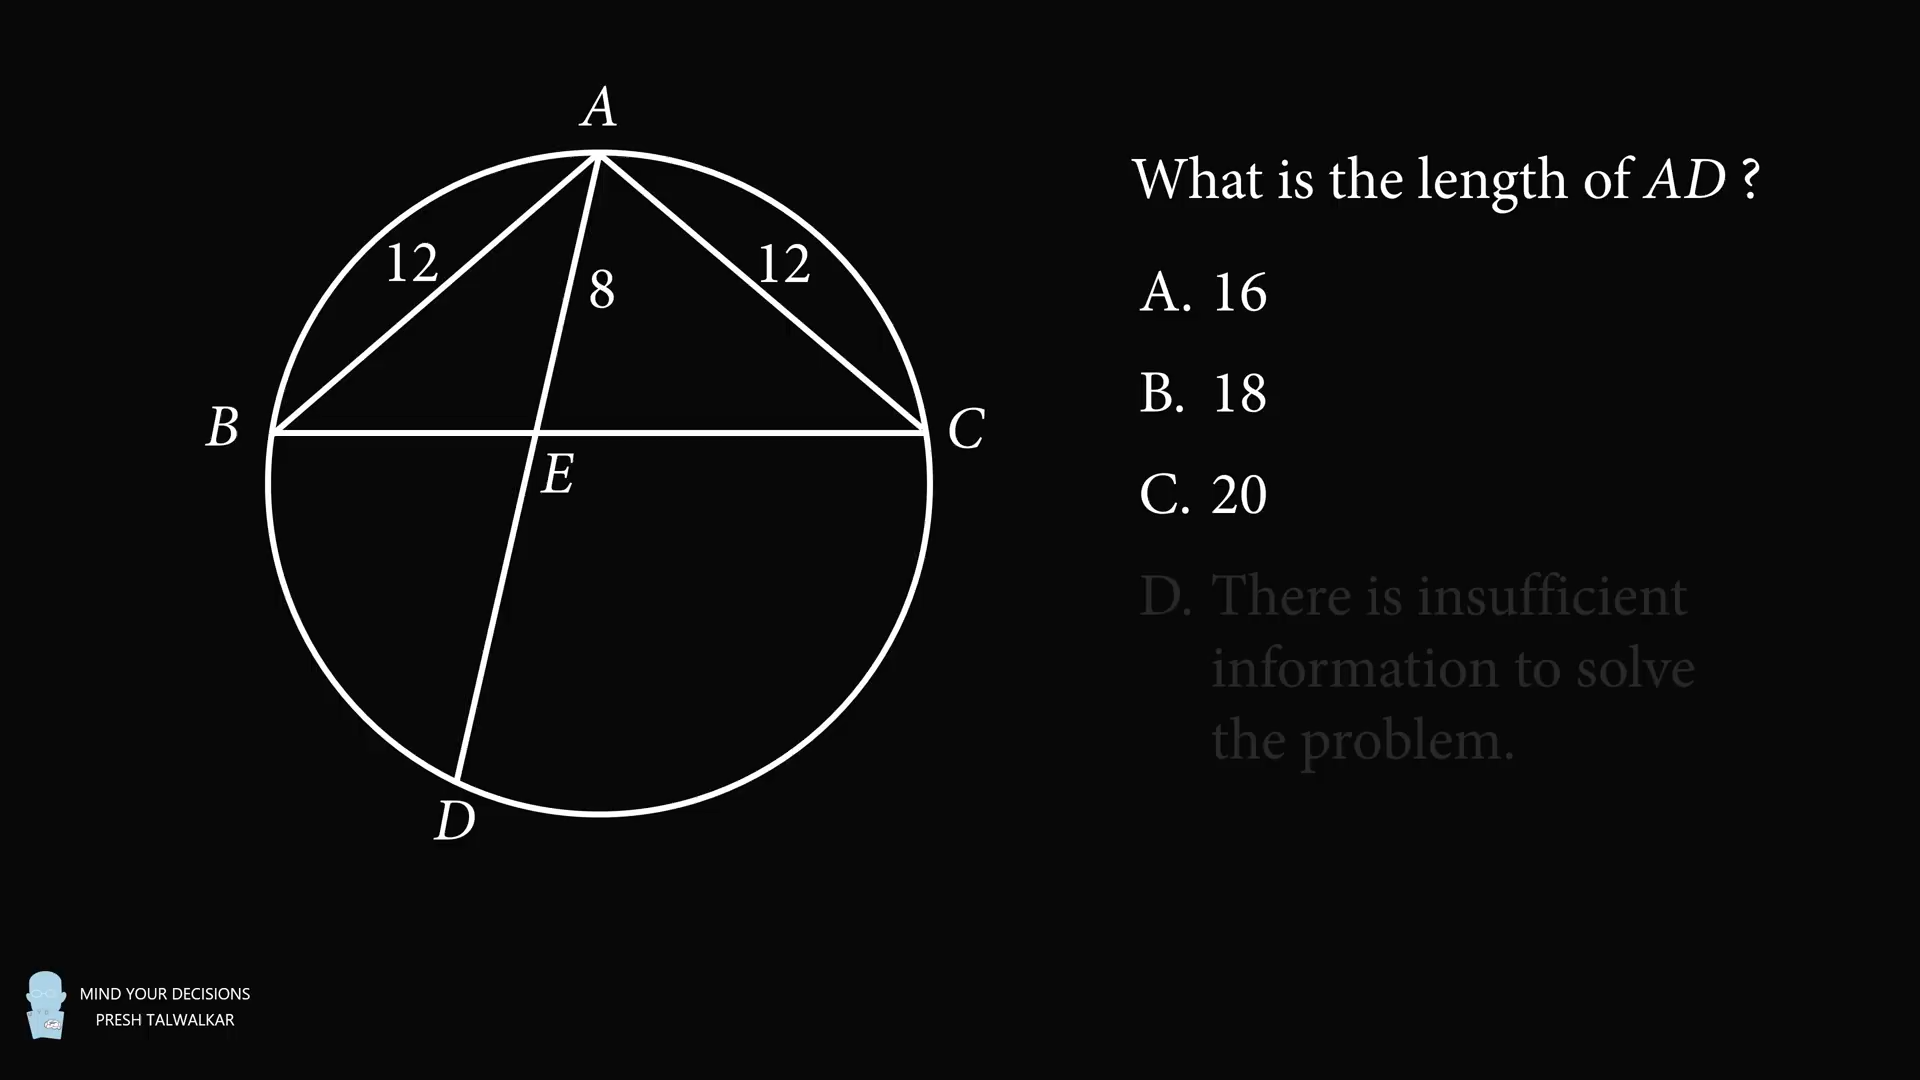 A
What is the length of AD ?
12
8
12
A. 16
B. 18
B
C
E
C. 20
D. There is insufficient
information to solve
the problem.
D
MIND YOUR DECISIONS
PRESH TALWALKAR